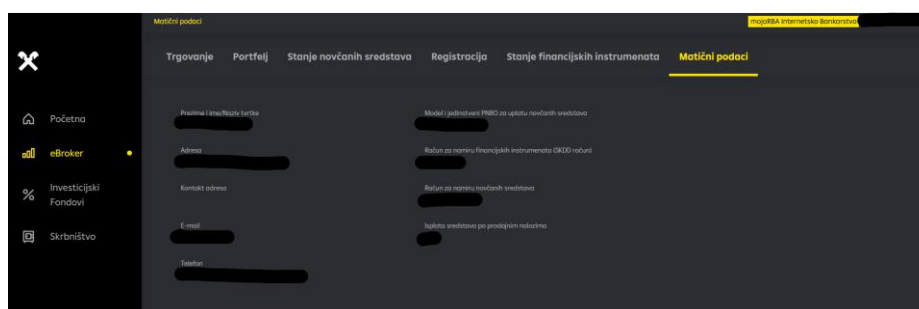 Matični podaci
mojaRBA Internetsko Bankarstvo
Trgovanje
Portfelj
Stanje novčanih sredstava
Registracija
Stanje financijskih instrumenata
Matični podaci
Početna
eBroker
Investicijski
Fondovi
Skrbništvo
Prezime i ime/Naziv tvrtke
Adresa
Kontakt adresa
E-mail
Telefon
Model i jedinstveni PNBO za uplatu novčanih sredstava
Račun za namiru financijskih instrumenata (SKDD račun)
Račun za namiru novčanih sredstava
Isplata sredstava po prodajnim nalozima